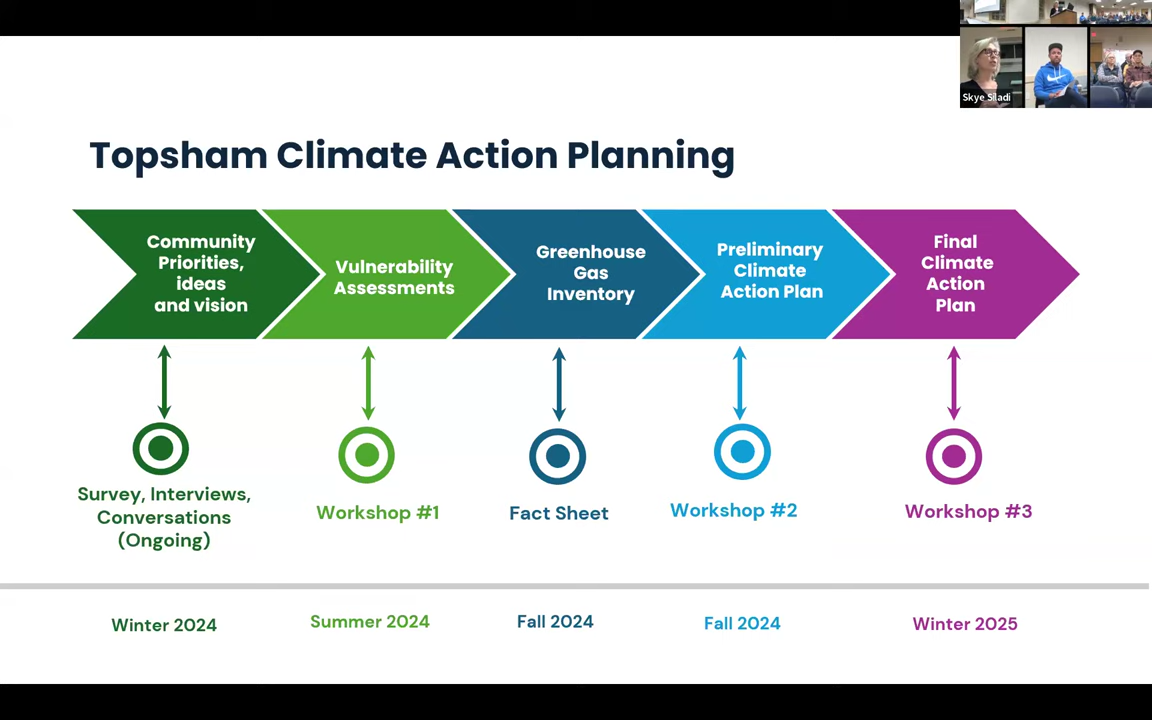 Skye Siladi
Topsham Climate Action Planning
Community
Priorities,
ideas
and vision
Vulnerability
Assessments
Greenhouse
Gas
Inventory
Preliminary
Climate
Action Plan
Final
Climate
Action
Plan
Survey, Interviews,
Conversations
(Ongoing)
Workshop #1
Fact Sheet
Workshop #2
Workshop #3
Winter 2024
Summer 2024
Fall 2024
Fall 2024
Winter 2025